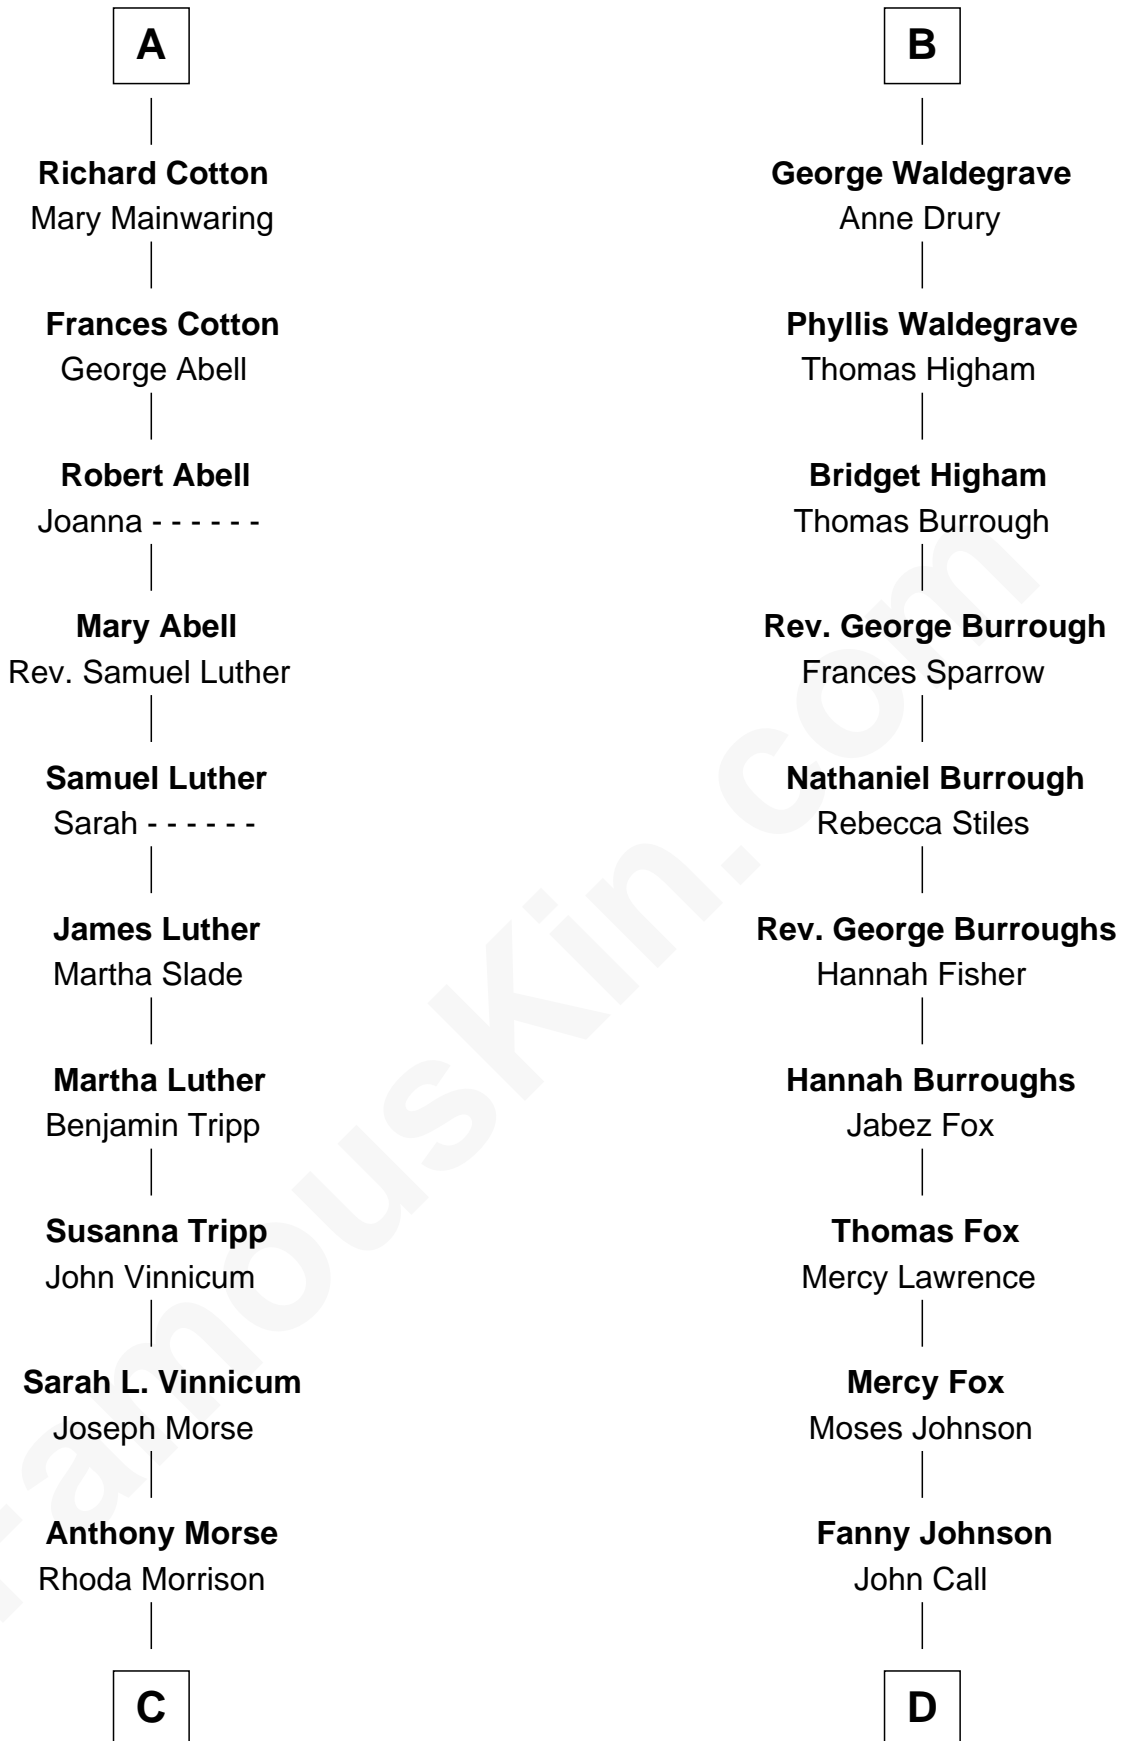 A
Richard Cotton
Mary Mainwaring
Frances Cotton
George Abell
Robert Abell
Joanna - - - - - -
Mary Abell
Rev. Samuel Luther
Samuel Luther
Sarah - - - - - -
James Luther
Martha Slade
Martha Luther
Benjamin Tripp
Susanna Tripp
John Vinnicum
Sarah L. Vinnicum
Joseph Morse
Anthony Morse
Rhoda Morrison
C
B
George Waldegrave
Anne Drury
Phyllis Waldegrave
Thomas Higham
Bridget Higham
Thomas Burrough
Rev. George Burrough
Frances Sparrow
Nathaniel Burrough
Rebecca Stiles
Rev. George Burroughs
Hannah Fisher
Hannah Burroughs
Jabez Fox
Thomas Fox
Mercy Lawrence
Mercy Fox
Moses Johnson
Fanny Johnson
John Call
D
FamousKin.com